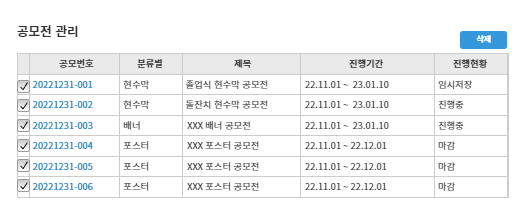 공모전 관리
삭제
공모번호 분류별 제목 진행기간 진행현황
20221231-001 현수막 졸업식 현수막 공모전 22.11.01 ~ 23.01.10 임시저장
20221231-002 현수막 돌잔치 현수막 공모전 22.11.01 ~ 23.01.10 진행중
20221231-003 배너 XXX 배너 공모전 22.11.01 ~ 23.01.10 진행중
20221231-004 포스터 XXX 포스터 공모전 22.11.01 ~ 22.12.01 마감
20221231-005 포스터 XXX 포스터 공모전 22.11.01 ~ 22.12.01 마감
20221231-006 포스터 XXX 포스터 공모전 22.11.01 ~ 22.12.01 마감